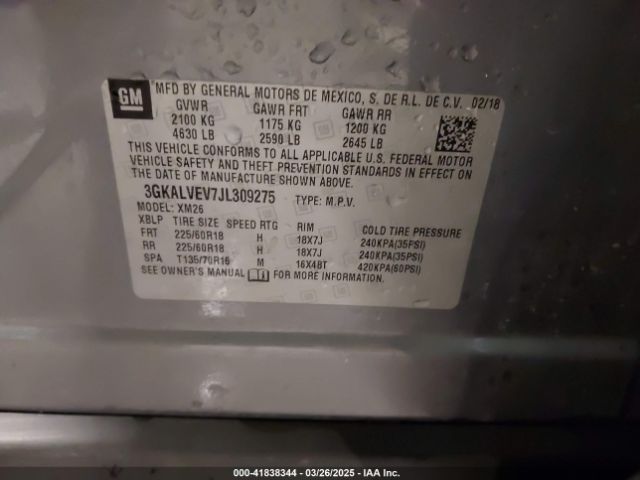 GM
MFD BY GENERAL MOTORS DE MEXICO, S. DE R.L. DE C.V. 02/18
GVWR GAWR FRT GAWR RR
2100 KG 1175 KG 1200 KG
4630 LB 2590 LB 2645 LB
THIS VEHICLE CONFORMS TO ALL APPLICABLE U.S. FEDERAL MOTOR
VEHICLE SAFETY AND THEFT PREVENTION STANDARDS IN EFFECT ON
THE DATE OF MANUFACTURE SHOWN ABOVE.
3GKALVEV7JL309275 TYPE: M.P.V.
MODEL: XM26
XBLP TIRE SIZE SPEED RTG RIM COLD TIRE PRESSURE
FRT 225/60R18 H 18X7J 240KPA(35PSI)
RR 225/60R18 H 18X7J 240KPA(35PSI)
SPA T135/70R16 M 16X4BT 420KPA(60PSI)
SEE OWNER'S MANUAL FOR MORE INFORMATION.
000-41838344 | 03/26/2025 | IAA Inc.